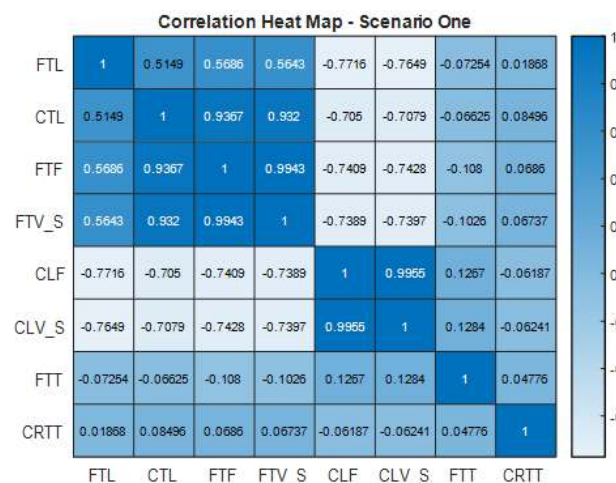 Correlation Heat Map - Scenario One
FTL 1 0.5149 0.5686 0.5643 -0.7716 -0.7649 -0.07254 0.01868
CTL 0.5149 1 0.9367 0.932 -0.705 -0.7079 -0.06625 0.08496
FTF 0.5686 0.9367 1 0.9943 -0.7409 -0.7428 -0.108 0.0686
FTV_S 0.5643 0.932 0.9943 1 -0.7389 -0.7397 -0.1026 0.06737
CLF -0.7716 -0.705 -0.7409 -0.7389 1 0.9955 0.1267 -0.06187
CLV_S -0.7649 -0.7079 -0.7428 -0.7397 0.9955 1 0.1284 -0.06241
FTT -0.07254 -0.06625 -0.108 -0.1026 0.1267 0.1284 1 0.04776
CRTT 0.01868 0.08496 0.0686 0.06737 -0.06187 -0.06241 0.04776 1
FTL CTL FTF FTV_S CLF CLV_S FTT CRTT